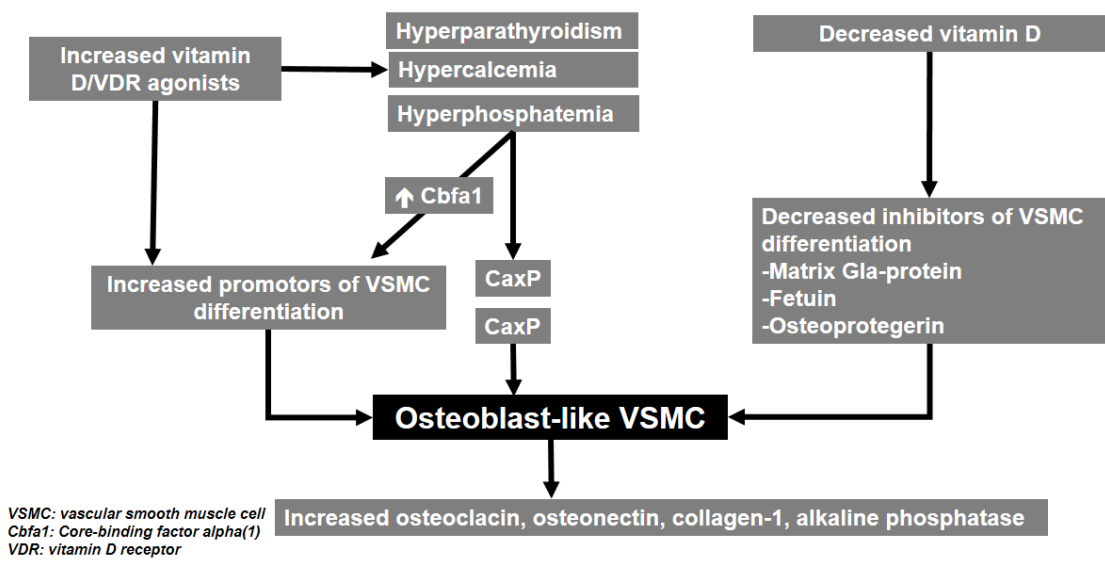 Increased vitamin
D/VDR agonists
Hyperparathyroidism
Hypercalcemia
Hyperphosphatemia
Decreased vitamin D
↑ Cbfa1
Decreased inhibitors of VSMC
differentiation
-Matrix Gla-protein
-Fetuin
-Osteoprotegerin
Increased promotors of VSMC
differentiation
CaxP
CaxP
Osteoblast-like VSMC
Increased osteoclacin, osteonectin, collagen-1, alkaline phosphatase
VSMC: vascular smooth muscle cell
Cbfa1: Core-binding factor alpha(1)
VDR: vitamin D receptor